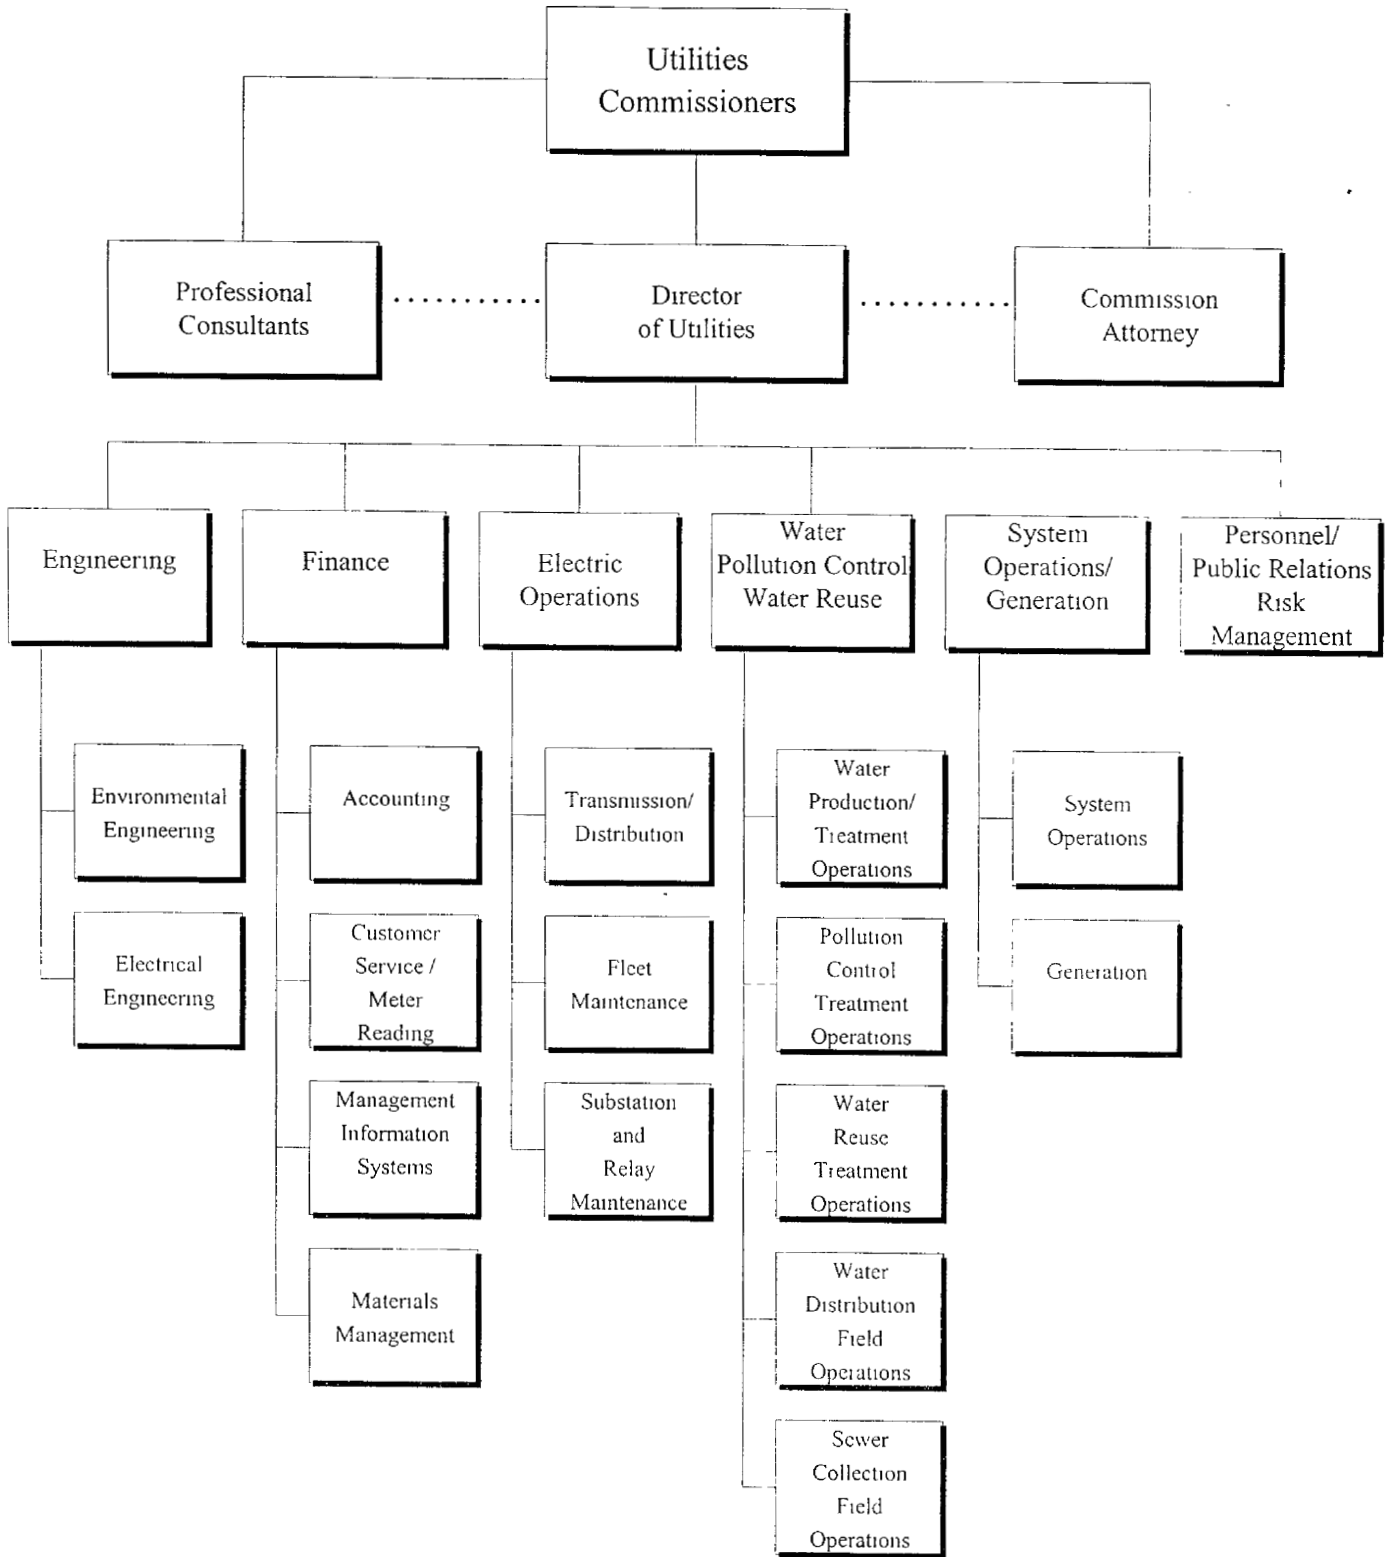 Utilities
Commissioners
Professional
Consultants
Director
of Utilities
Commission
Attorney
Engineering
Finance
Electric
Operations
Water
Pollution Control
Water Reuse
System
Operations/
Generation
Personnel/
Public Relations
Risk
Management
Environmental
Engineering
Electrical
Engineering
Accounting
Customer
Service /
Meter
Reading
Management
Information
Systems
Materials
Management
Transmission/
Distribution
Fleet
Maintenance
Substation
and
Relay
Maintenance
Water
Production/
Treatment
Operations
Pollution
Control
Treatment
Operations
Water
Reuse
Treatment
Operations
Water
Distribution
Field
Operations
Sewer
Collection
Field
Operations
System
Operations
Generation